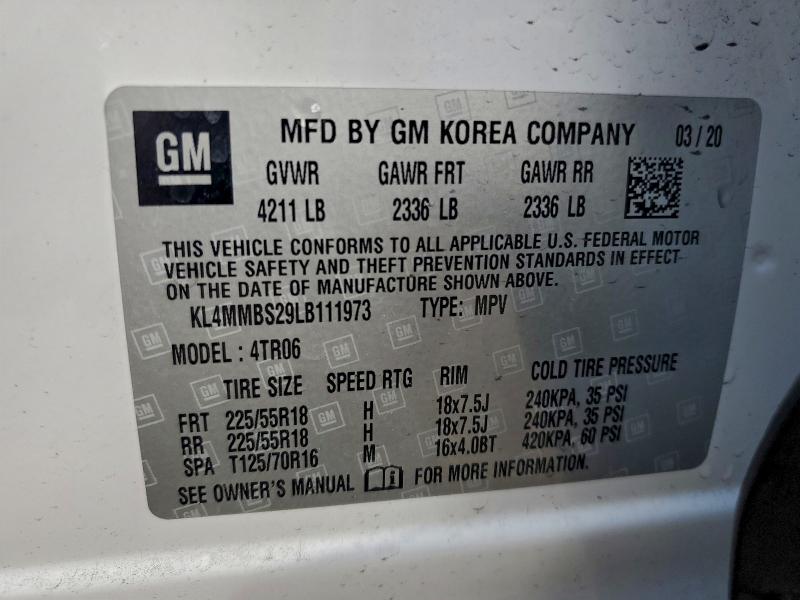 GM MFD BY GM KOREA COMPANY 03 / 20
GVWR GAWR FRT GAWR RR
4211 LB 2336 LB 2336 LB
THIS VEHICLE CONFORMS TO ALL APPLICABLE U.S. FEDERAL MOTOR
VEHICLE SAFETY AND THEFT PREVENTION STANDARDS IN EFFECT
ON THE DATE OF MANUFACTURE SHOWN ABOVE.
KL4MMBS29LB111973 TYPE: MPV
MODEL : 4TR06
TIRE SIZE SPEED RTG RIM COLD TIRE PRESSURE
FRT 225/55R18 H 18x7.5J 240KPA, 35 PSI
RR 225/55R18 H 18x7.5J 240KPA, 35 PSI
SPA T125/70R16 M 16x4.0BT 420KPA, 60 PSI
SEE OWNER'S MANUAL i FOR MORE INFORMATION.